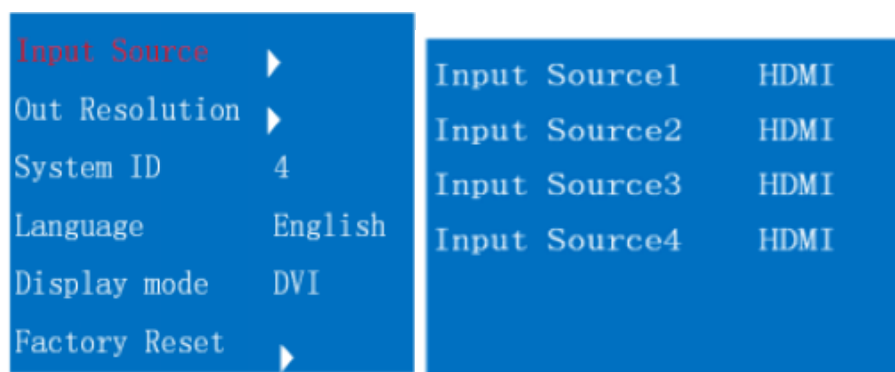 Input Source
Out Resolution
System ID 4
Language English
Display mode DVI
Factory Reset
Input Source1 HDMI
Input Source2 HDMI
Input Source3 HDMI
Input Source4 HDMI